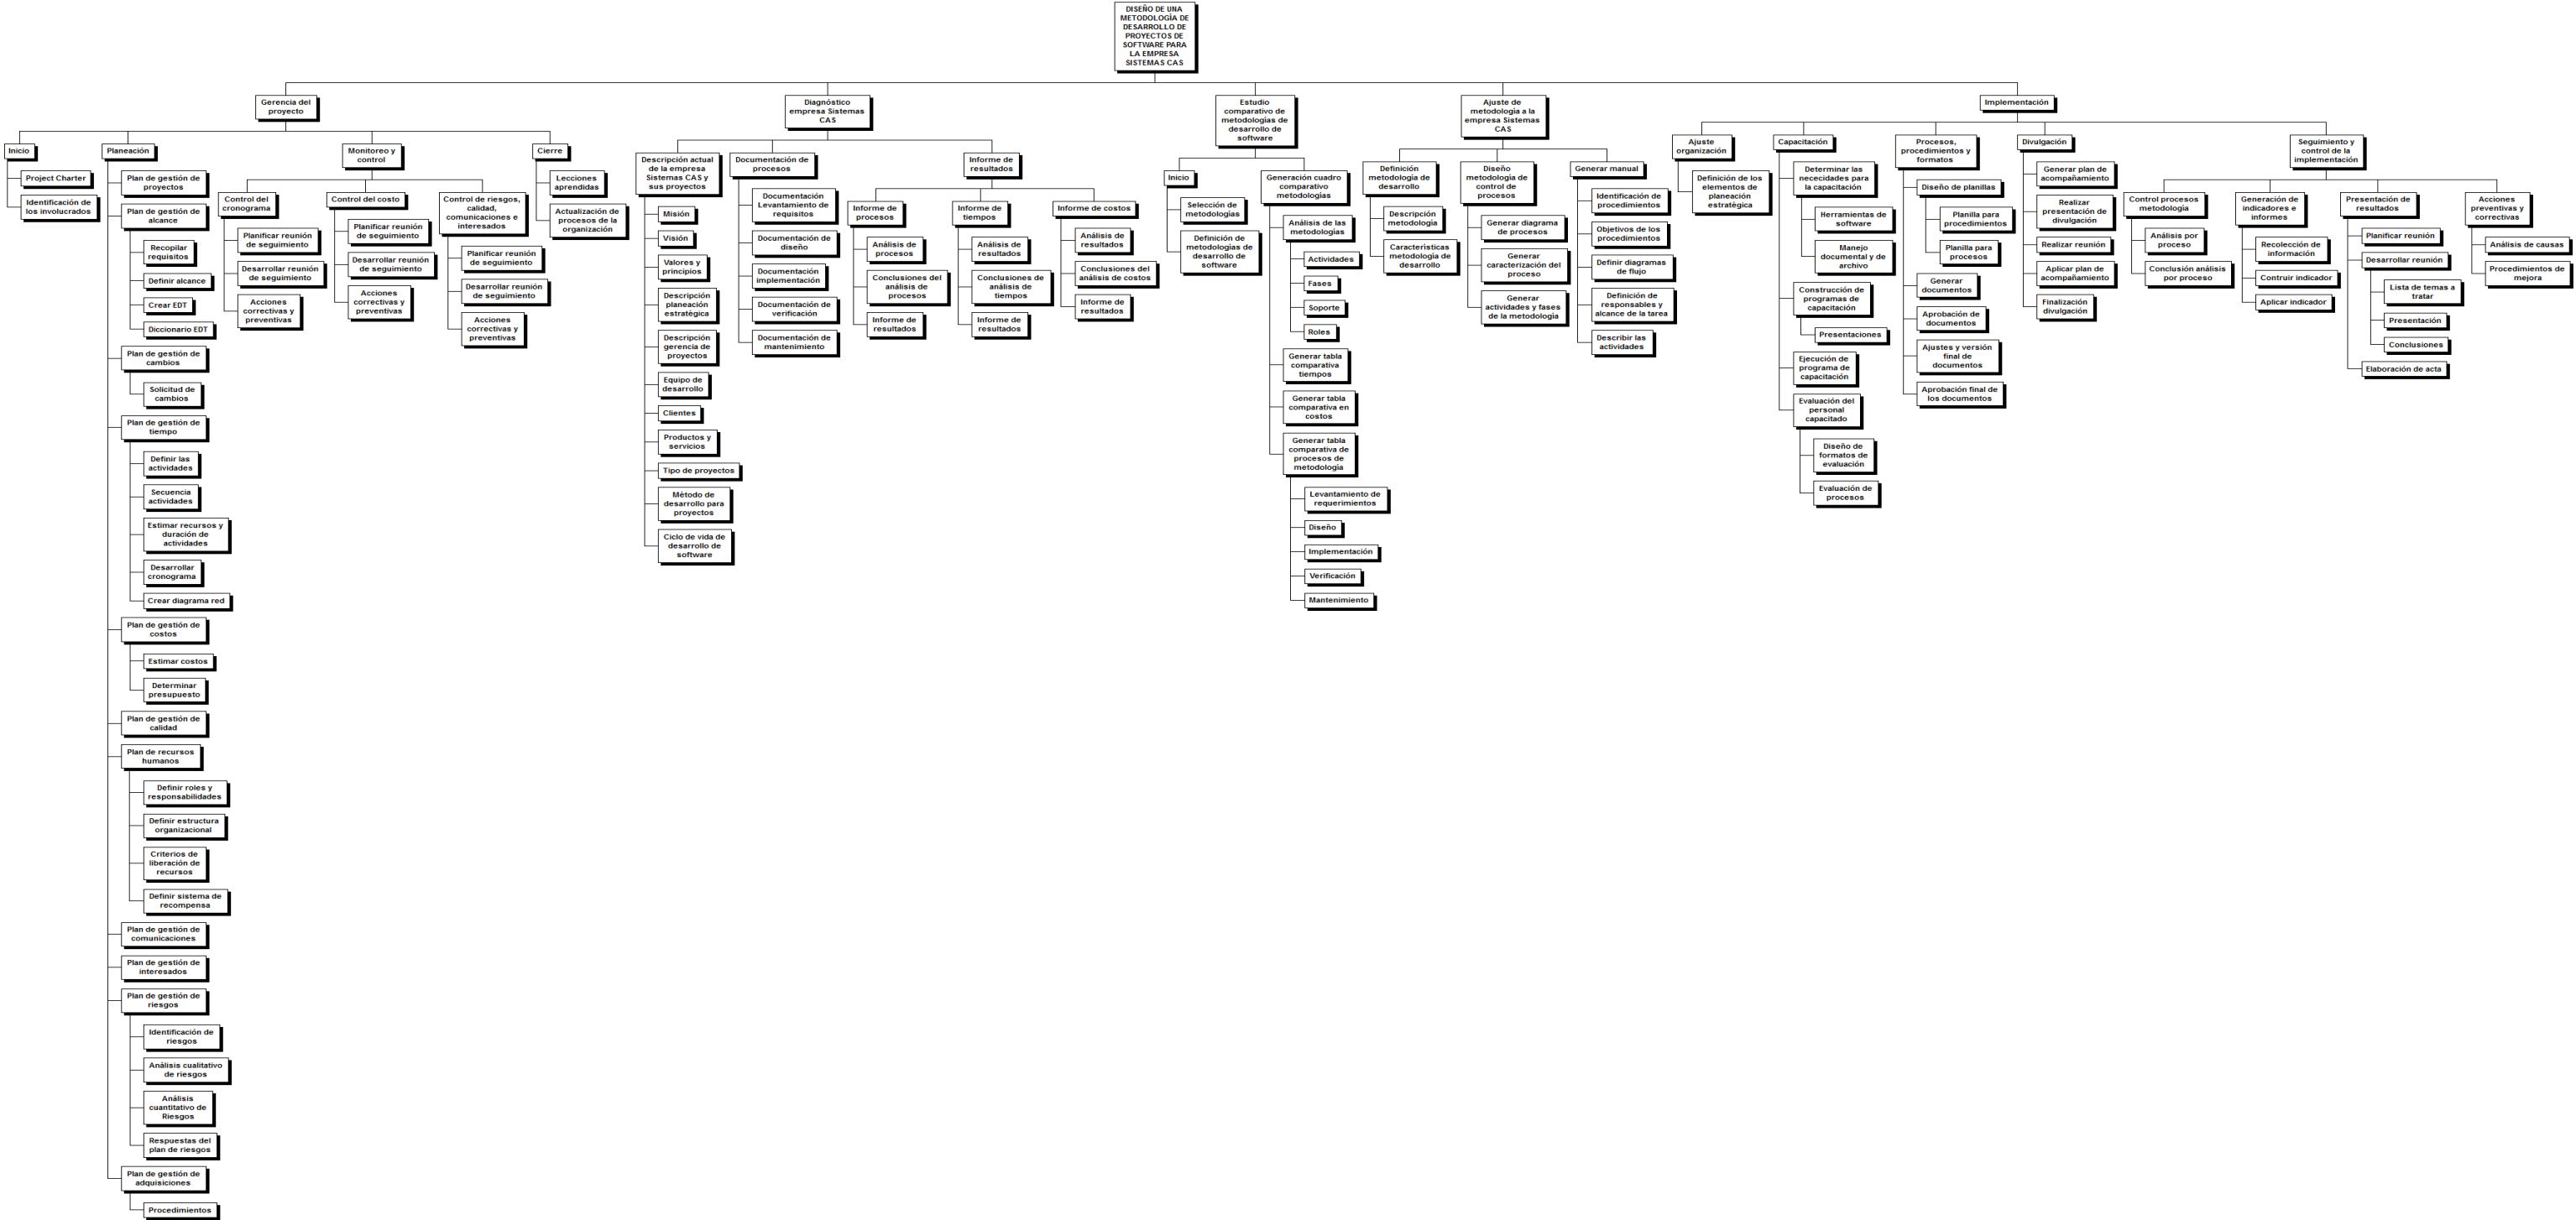 DISEÑO DE UNA
METODOLOGÍA DE
DESARROLLO DE
PROYECTOS DE
SOFTWARE PARA
LA EMPRESA
SISTEMAS CAS
Gerencia del
proyecto
Inicio
Project Charter
Identificación de
los involucrados
Planeación
Plan de gestión de
proyectos
Plan de gestión de
alcance
Recopilar
requisitos
Definir alcance
Crear EDT
Diccionario EDT
Plan de gestión de
cambios
Solicitud de
cambios
Plan de gestión de
tiempo
Definir las
actividades
Secuencia
actividades
Estimar recursos y
duración de
actividades
Desarrollar
cronograma
Crear diagrama red
Plan de gestión de
costos
Estimar costos
Determinar
presupuesto
Plan de gestión de
calidad
Plan de recursos
humanos
Definir roles y
responsabilidades
Definir estructura
organizacional
Criterios de
liberación de
recursos
Definir sistema de
recompensa
Plan de gestión de
comunicaciones
Plan de gestión de
interesados
Plan de gestión de
riesgos
Identificación de
riesgos
Análisis cualitativo
de riesgos
Análisis
cuantitativo de
Riesgos
Respuestas del
plan de riesgos
Plan de gestión de
adquisiciones
Procedimientos
Monitoreo y
control
Control del
cronograma
Planificar reunión
de seguimiento
Desarrollar reunión
de seguimiento
Acciones
correctivas y
preventivas
Control del costo
Planificar reunión
de seguimiento
Desarrollar reunión
de seguimiento
Acciones
correctivas y
preventivas
Control de riesgos,
calidad,
comunicaciones e
interesados
Planificar reunión
de seguimiento
Desarrollar reunión
de seguimiento
Acciones
correctivas y
preventivas
Cierre
Lecciones
aprendidas
Actualización de
procesos de la
organización
Diagnóstico
empresa Sistemas
CAS
Descripción actual
de la empresa
Sistemas CAS y
sus proyectos
Misión
Visión
Valores y
principios
Descripción
planeación
estratégica
Descripción
gerencia de
proyectos
Equipo de
desarrollo
Clientes
Productos y
servicios
Tipo de proyectos
Método de
desarrollo para
proyectos
Ciclo de vida de
desarrollo de
software
Documentación de
procesos
Documentación
Levantamiento de
requisitos
Documentación de
diseño
Documentación
implementación
Documentación de
verificación
Documentación de
mantenimiento
Informe de
resultados
Informe de
procesos
Análisis de
procesos
Conclusiones del
análisis de
procesos
Informe de
resultados
Informe de
tiempos
Análisis de
resultados
Conclusiones de
análisis de
tiempos
Informe de
resultados
Informe de costos
Análisis de
resultados
Conclusiones del
análisis de costos
Informe de
resultados
Estudio
comparativo de
metodologías de
desarrollo de
software
Inicio
Selección de
metodologías
Definición de
metodologías de
desarrollo de
software
Generación cuadro
comparativo
metodologías
Análisis de las
metodologías
Actividades
Fases
Soporte
Roles
Generar tabla
comparativa
tiempos
Generar tabla
comparativa en
costos
Generar tabla
comparativa de
procesos de
metodología
Levantamiento de
requerimientos
Diseño
Implementación
Verificación
Mantenimiento
Ajuste de
metodología a la
empresa Sistemas
CAS
Definición
metodología de
desarrollo
Descripción
metodología
Características
metodología de
desarrollo
Diseño
metodología de
control de
procesos
Generar diagrama
de procesos
Generar
caracterización del
proceso
Generar
actividades y fases
de la metodología
Generar manual
Identificación de
procedimientos
Objetivos de los
procedimientos
Definir diagramas
de flujo
Definición de
responsables y
alcance de la tarea
Describir las
actividades
Implementación
Ajuste
organización
Definición de los
elementos de
planeación
estratégica
Capacitación
Determinar las
necesidades para
la capacitación
Herramientas de
software
Manejo
documental y de
archivo
Construcción de
programas de
capacitación
Presentaciones
Ejecución de
programa de
capacitación
Evaluación del
personal
capacitado
Diseño de
formatos de
evaluación
Evaluación de
procesos
Procesos,
procedimientos y
formatos
Diseño de planillas
Planilla para
procedimientos
Planilla para
procesos
Generar
documentos
Aprobación de
documentos
Ajustes y versión
final de
documentos
Aprobación final de
los documentos
Divulgación
Generar plan de
acompañamiento
Realizar
presentación de
divulgación
Realizar reunión
Aplicar plan de
acompañamiento
Finalización
divulgación
Seguimiento y
control de la
implementación
Control procesos
metodología
Análisis por
proceso
Conclusión análisis
por proceso
Generación de
indicadores e
informes
Recolección de
información
Contruir indicador
Aplicar indicador
Presentación de
resultados
Planificar reunión
Desarrollar reunión
Lista de temas a
tratar
Presentación
Conclusiones
Elaboración de acta
Acciones
preventivas y
correctivas
Análisis de causas
Procedimientos de
mejora